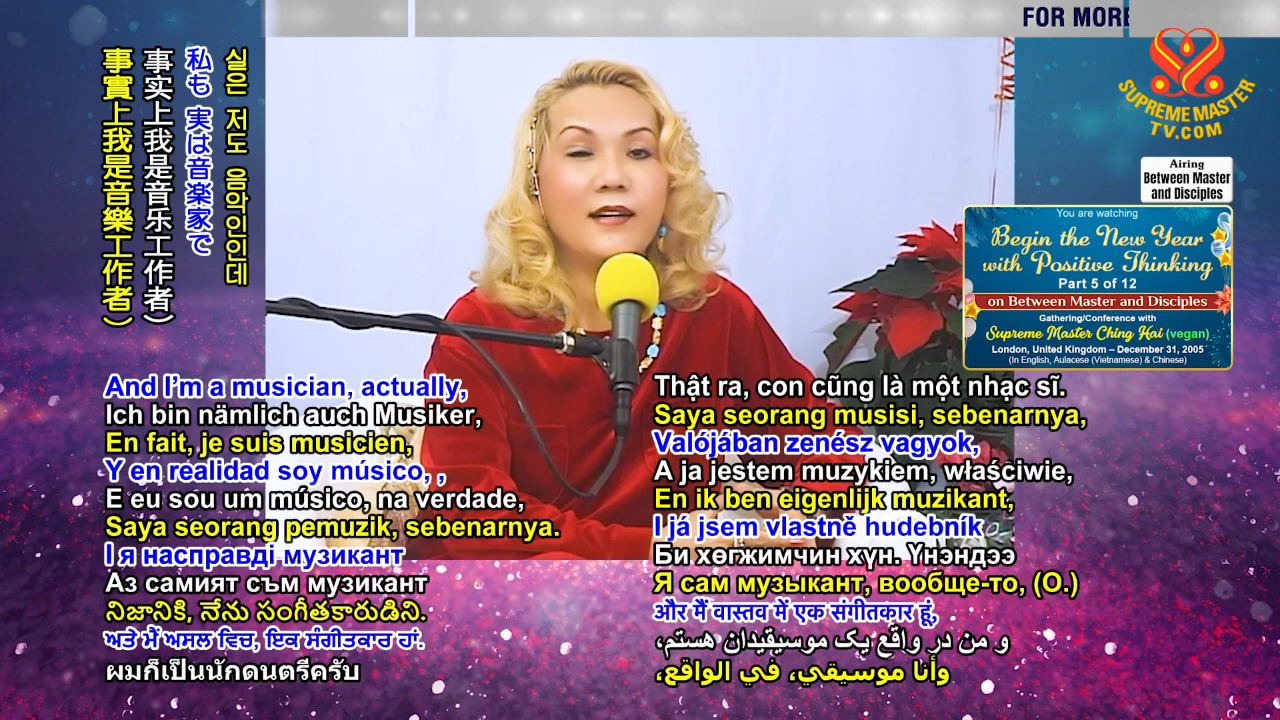 FOR MORE
SUPREME MASTER
TV.COM
Airing
Between Master
and Disciples
You are watching
Begin the New Year
with Positive Thinking
Part 5 of 12
on Between Master and Disciples
Gathering/Conference with
Supreme Master Ching Hai (vegan)
London, United Kingdom – December 31, 2005
(In English, Aulacese (Vietnamese) & Chinese)
실은 저도 음악인인데
私も 実は音楽家で
事实上我是音乐工作者）
事實上我是音樂工作者）
And I’m a musician, actually,
Ich bin nämlich auch Musiker,
En fait, je suis musicien,
Y en realidad soy músico, ,
E eu sou um músico, na verdade,
Saya seorang pemuzik, sebenarnya.
І я насправді музикант
Аз самият съм музикант
నిజానికి, నేను సంగీతకారుడిని.
ਅਤੇ ਮੈਂ ਅਸਲ ਵਿਚ, ਇਕ ਸੰਗੀਤਕਾਰ ਹਾਂ.
ผมก็เป็นนักดนตรีครับ
Thật ra, con cũng là một nhạc sĩ.
Saya seorang musisi, sebenarnya,
Valójában zenész vagyok,
A ja jestem muzykiem, właściwie,
En ik ben eigenlijk muzikant,
I já jsem vlastně hudebník
Би хөгжимчин хүн. Үнэндээ
Я сам музыкант, вообще-то, (О.)
और मैं वास्तव में एक संगीतकार हूं,
و من در واقع یک موسیقیدان هستم،
وأنا موسيقي، في الواقع،